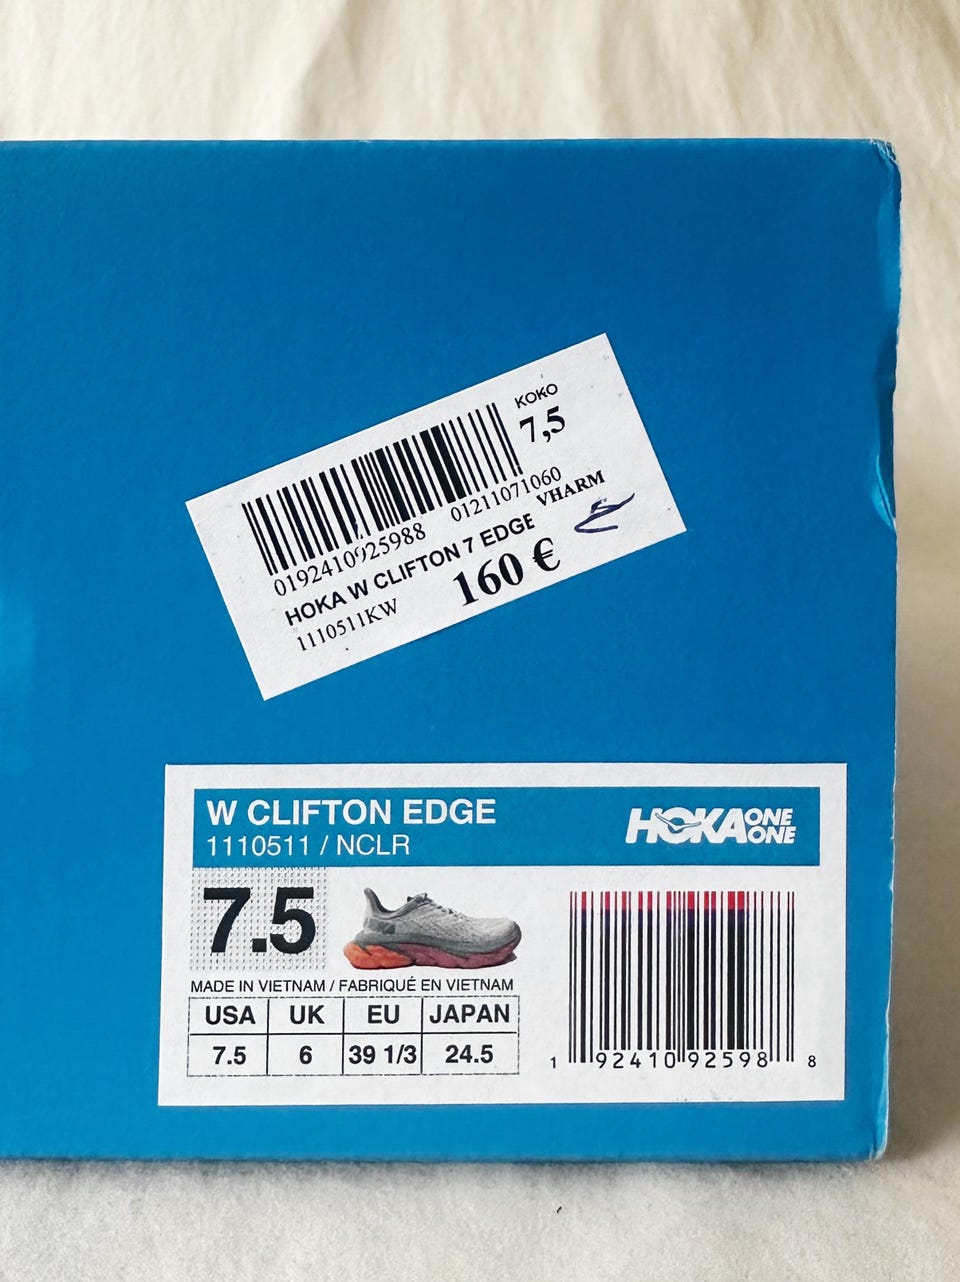 KOKO
7,5
0192410925988 01211071060
HOKA W CLIFTON 7 EDGE VHARM
1110511KW 160 €
W CLIFTON EDGE
1110511 / NCLR
HOKA ONE ONE
7.5
MADE IN VIETNAM / FABRIQUÉ EN VIETNAM
USA UK EU JAPAN
7.5 6 39 1/3 24.5
1 92410 92598 8